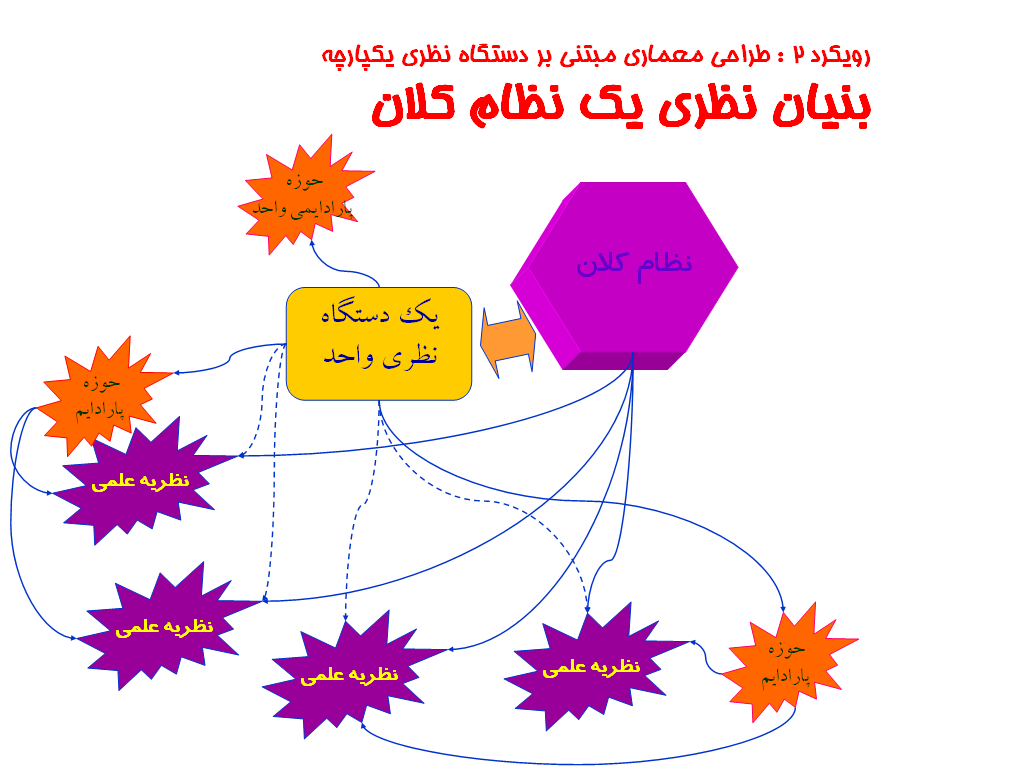 رویکرد ۲ : طراحی معماری مبتنی بر دستگاه نظری یکپارچه
بنیان نظری یک نظام کلان
حوزه
پارادایمی واحد
نظام کلان
یک دستگاه
نظری واحد
حوزه
پارادایم
نظریه علمی
نظریه علمی
نظریه علمی
نظریه علمی
حوزه
پارادایم